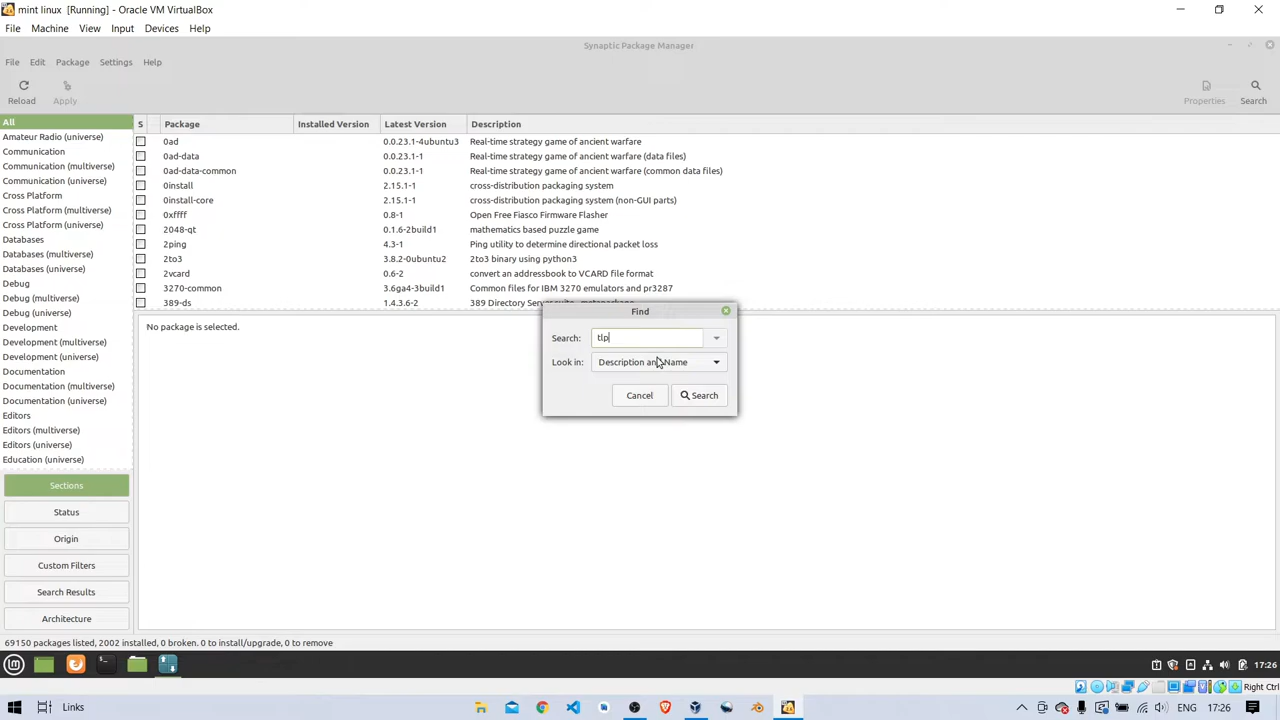 mint linux [Running] - Oracle VM VirtualBox
File Machine View Input Devices Help
Synaptic Package Manager
File Edit Package Settings Help
Reload Apply Properties Search
All
Amateur Radio (universe)
Communication
Communication (multiverse)
Communication (universe)
Cross Platform
Cross Platform (multiverse)
Cross Platform (universe)
Databases
Databases (multiverse)
Databases (universe)
Debug
Debug (multiverse)
Debug (universe)
Development
Development (multiverse)
Development (universe)
Documentation
Documentation (multiverse)
Documentation (universe)
Editors
Editors (multiverse)
Editors (universe)
Education (universe)
Sections
Status
Origin
Custom Filters
Search Results
Architecture
S Package Installed Version Latest Version Description
0ad 0.0.23.1-4ubuntu3 Real-time strategy game of ancient warfare
0ad-data 0.0.23.1-1 Real-time strategy game of ancient warfare (data files)
0ad-data-common 0.0.23.1-1 Real-time strategy game of ancient warfare (common data files)
0install 2.15.1-1 cross-distribution packaging system
0install-core 2.15.1-1 cross-distribution packaging system (non-GUI parts)
0xffff 0.8-1 Open Free Fiasco Firmware Flasher
2048-qt 0.1.6-2build1 mathematics based puzzle game
2ping 4.3-1 Ping utility to determine directional packet loss
2to3 3.8.2-0ubuntu2 2to3 binary using python3
2vcard 0.6-2 convert an addressbook to VCARD file format
3270-common 3.6ga4-3build1 Common files for IBM 3270 emulators and pr3287
389-ds 1.4.3.6-2 389 Directory Server suite - metapackage
No package is selected.
Find
Search: tlp
Look in: Description and Name
Cancel Search
69150 packages listed, 2002 installed, 0 broken. 0 to install/upgrade, 0 to remove
17:26
Right Ctrl
Links
ENG 17:26